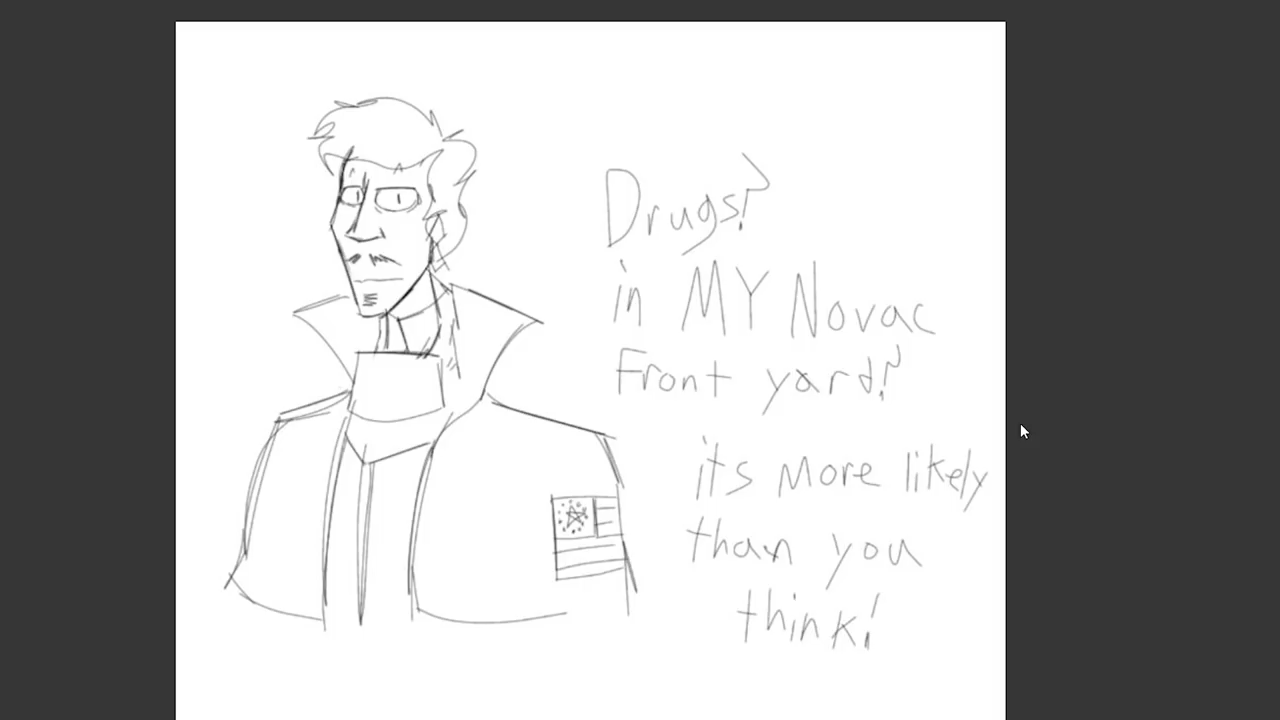 Drugs?
in MY Novac
Front yard?
its more likely
than you
think!